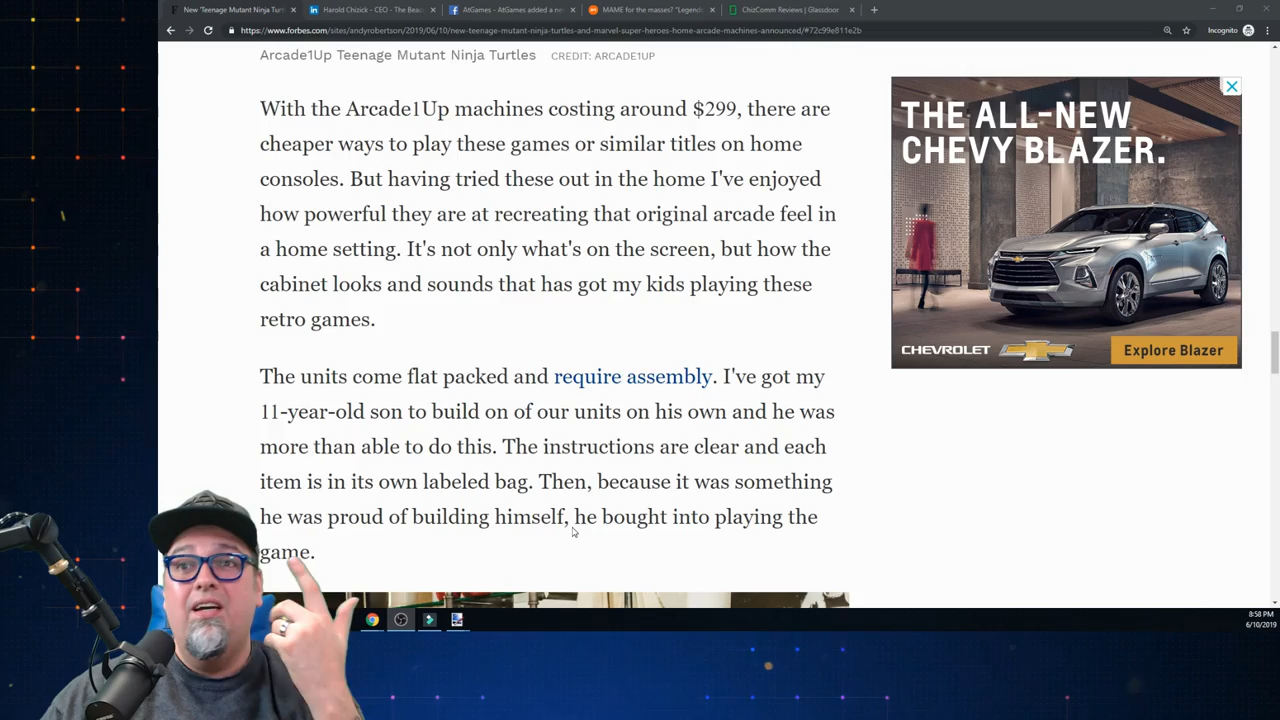 New 'Teenage Mutant Ninja Tur
Harold Chizick - CEO - The Bea
AtGames - AtGames added a ne
MAME for the masses? "Legend
ChizComm Reviews | Glassdoor
https://www.forbes.com/sites/andyrobertson/2019/06/10/new-teenage-mutant-ninja-turtles-and-marvel-super-heroes-home-arcade-machines-announced/#72c99e811e2b
Incognito
Arcade1Up Teenage Mutant Ninja Turtles CREDIT: ARCADE1UP
With the Arcade1Up machines costing around $299, there are
cheaper ways to play these games or similar titles on home
consoles. But having tried these out in the home I've enjoyed
how powerful they are at recreating that original arcade feel in
a home setting. It's not only what's on the screen, but how the
cabinet looks and sounds that has got my kids playing these
retro games.
The units come flat packed and require assembly. I've got my
11-year-old son to build on of our units on his own and he was
more than able to do this. The instructions are clear and each
item is in its own labeled bag. Then, because it was something
he was proud of building himself, he bought into playing the
game.
THE ALL-NEW
CHEVY BLAZER.
CHEVROLET
Explore Blazer
8:58 PM
6/10/2019